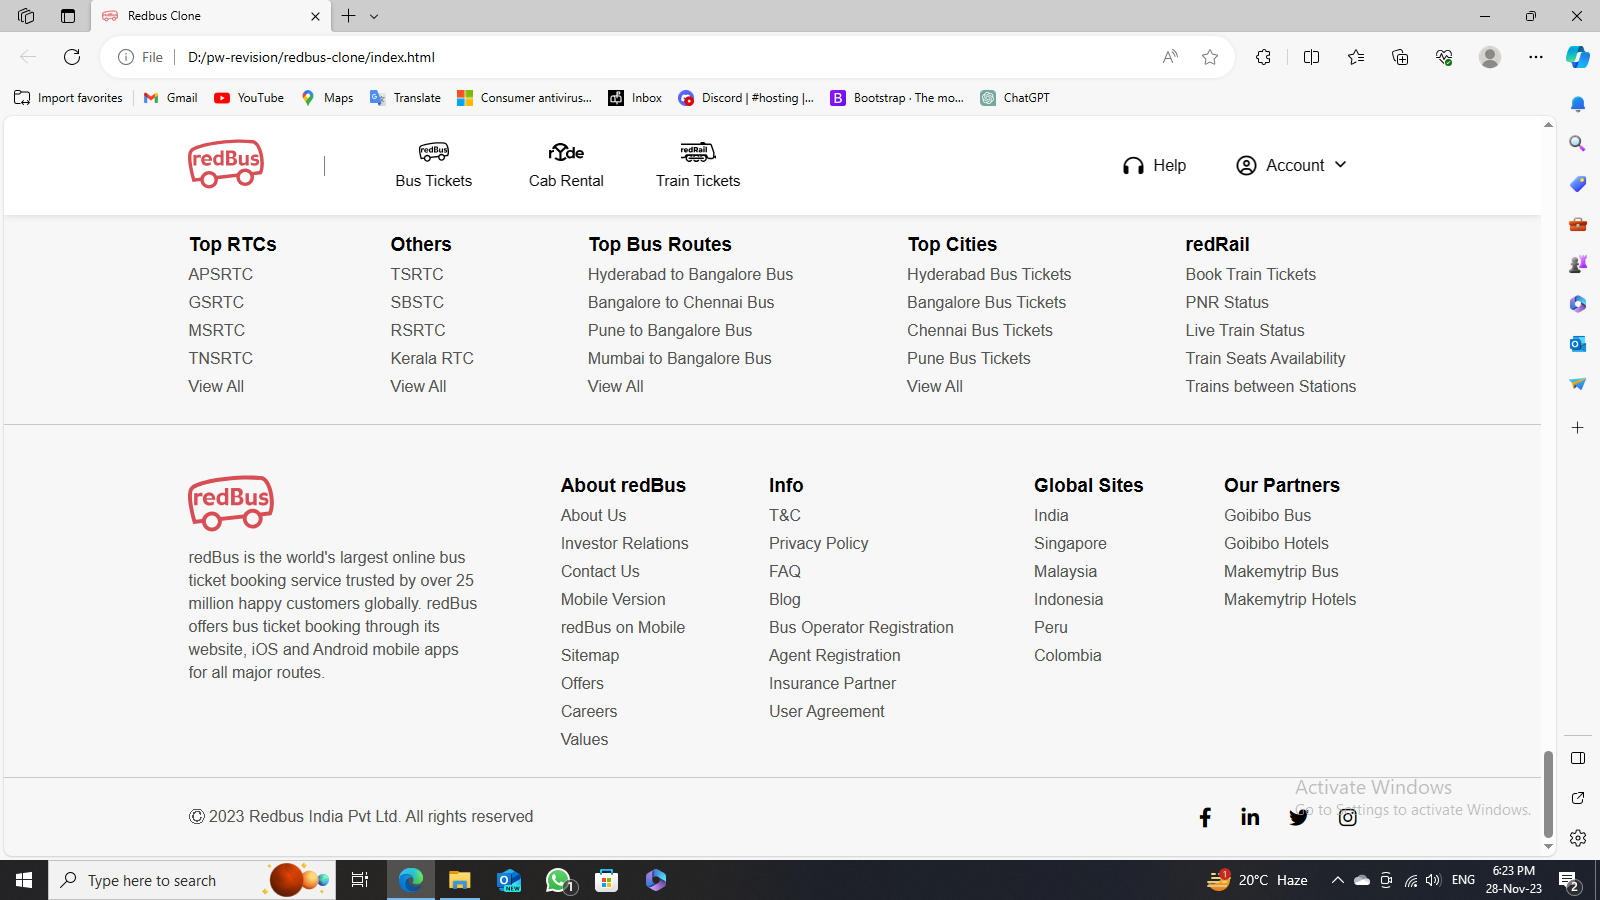 Redbus Clone
File
D:/pw-revision/redbus-clone/index.html
Import favorites
Gmail
YouTube
Maps
Translate
Consumer antivirus...
Inbox
Discord | #hosting |...
B
Bootstrap · The mo...
ChatGPT
redBus
redBus
Bus Tickets
rYde
Cab Rental
redRail
Train Tickets
Help
Account
Top RTCs
APSRTC
GSRTC
MSRTC
TNSRTC
View All
Others
TSRTC
SBSTC
RSRTC
Kerala RTC
View All
Top Bus Routes
Hyderabad to Bangalore Bus
Bangalore to Chennai Bus
Pune to Bangalore Bus
Mumbai to Bangalore Bus
View All
Top Cities
Hyderabad Bus Tickets
Bangalore Bus Tickets
Chennai Bus Tickets
Pune Bus Tickets
View All
redRail
Book Train Tickets
PNR Status
Live Train Status
Train Seats Availability
Trains between Stations
redBus
redBus is the world's largest online bus
ticket booking service trusted by over 25
million happy customers globally. redBus
offers bus ticket booking through its
website, iOS and Android mobile apps
for all major routes.
About redBus
About Us
Investor Relations
Contact Us
Mobile Version
redBus on Mobile
Sitemap
Offers
Careers
Values
Info
T&C
Privacy Policy
FAQ
Blog
Bus Operator Registration
Agent Registration
Insurance Partner
User Agreement
Global Sites
India
Singapore
Malaysia
Indonesia
Peru
Colombia
Our Partners
Goibibo Bus
Goibibo Hotels
Makemytrip Bus
Makemytrip Hotels
© 2023 Redbus India Pvt Ltd. All rights reserved
Activate Windows
Go to Settings to activate Windows.
Type here to search
NEW
1
1
20°C Haze
ENG
6:23 PM
28-Nov-23
2